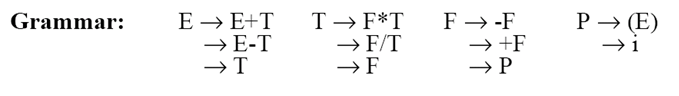 Grammar: E → E+T T → F*T F → -F P → (E)
→ E-T → F/T → +F → i
→ T → F → P